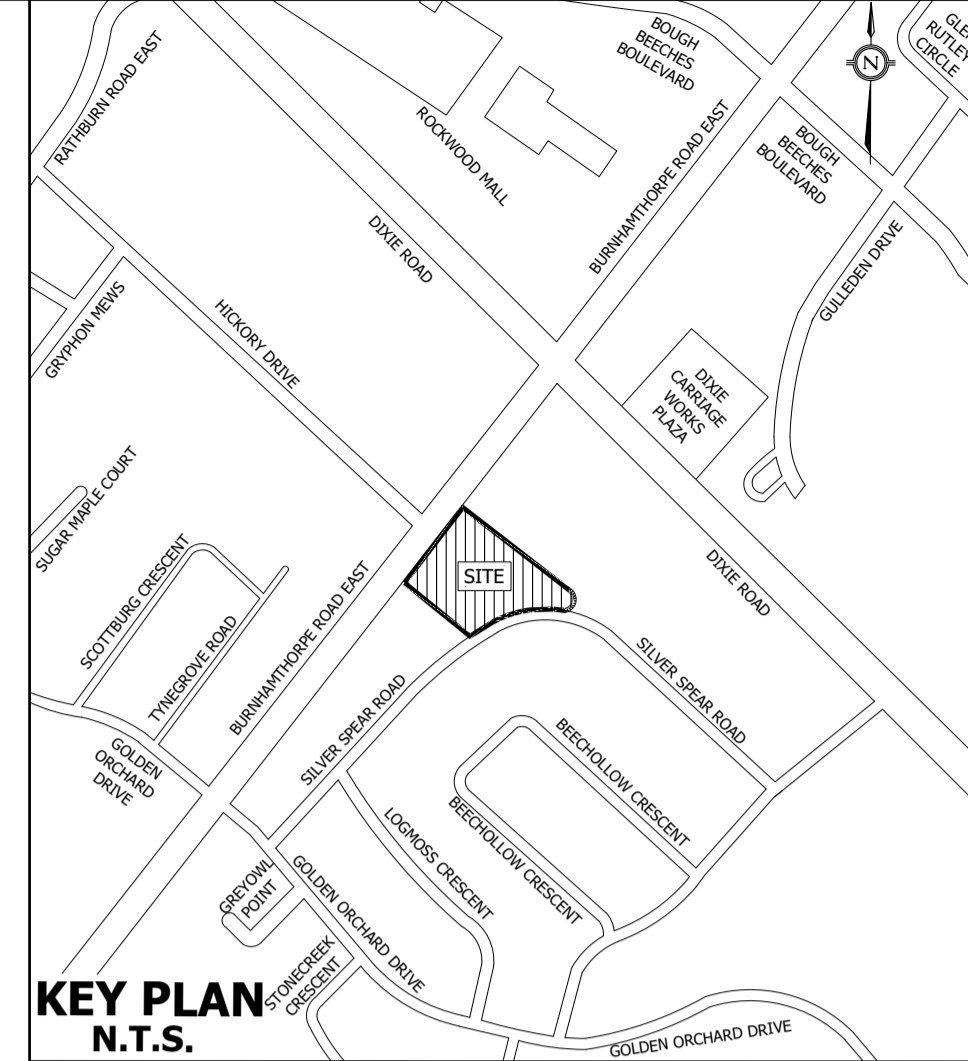 BOUGH
BEECHES
BOULEVARD
RUTLEY
CIRCLE
N
RATHBURN ROAD EAST
ROCKWOOD MALL
BURNHAMTHORPE ROAD EAST
BOUGH
BEECHES
BOULEVARD
DIXIE ROAD
GULLEDEN DRIVE
GRYPHON MEWS
HICKORY DRIVE
DIXIE
CARRIAGE
WORKS
PLAZA
SUGAR MAPLE COURT
SCOTTBURG CRESCENT
TYNEGROVE ROAD
BURNHAMTHORPE ROAD EAST
SITE
DIXIE ROAD
SILVER SPEAR ROAD
SILVER SPEAR ROAD
GOLDEN
ORCHARD
DRIVE
BEECHOLLOW CRESCENT
BEECHOLLOW CRESCENT
LOGMOSS CRESCENT
GREYOWL
POINT
GOLDEN ORCHARD DRIVE
STONECREEK
CRESCENT
GOLDEN ORCHARD DRIVE
KEY PLAN
N.T.S.